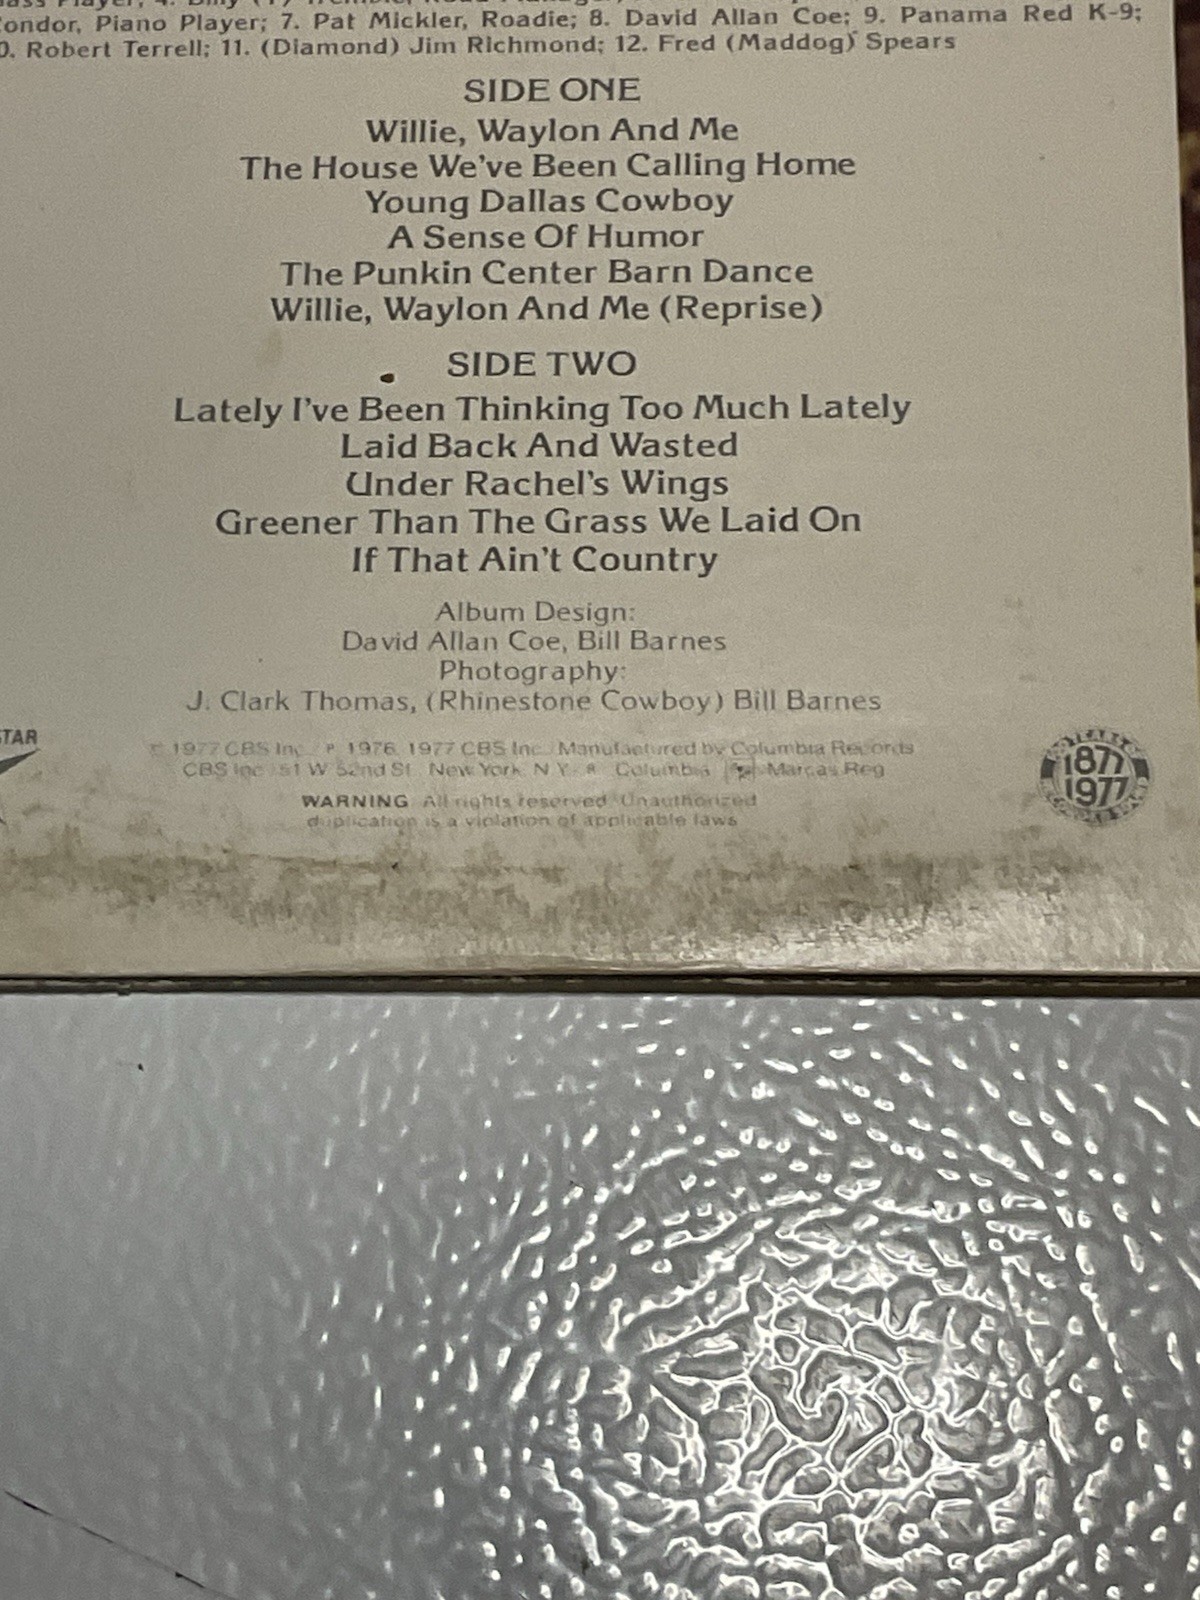 Player; 4. Billy
ondor, Piano Player; 7. Pat Mickler, Roadie; 8. David Allan Coe; 9. Panama Red K-9;
0. Robert Terrell; 11. (Diamond) Jim Richmond; 12. Fred (Maddog) Spears
SIDE ONE
Willie, Waylon And Me
The House We've Been Calling Home
Young Dallas Cowboy
A Sense Of Humor
The Punkin Center Barn Dance
Willie, Waylon And Me (Reprise)
SIDE TWO
Lately I've Been Thinking Too Much Lately
Laid Back And Wasted
Under Rachel's Wings
Greener Than The Grass We Laid On
If That Ain't Country
Album Design:
David Allan Coe, Bill Barnes
Photography:
J. Clark Thomas, (Rhinestone Cowboy) Bill Barnes
STAR
© 1977 CBS Inc. ℗ 1976, 1977 CBS Inc. Manufactured by Columbia Records
CBS Inc. 51 W 52nd St. New York, N.Y. ® Columbia Marcas Reg
WARNING: All rights reserved. Unauthorized
duplication is a violation of applicable laws
1877
1977